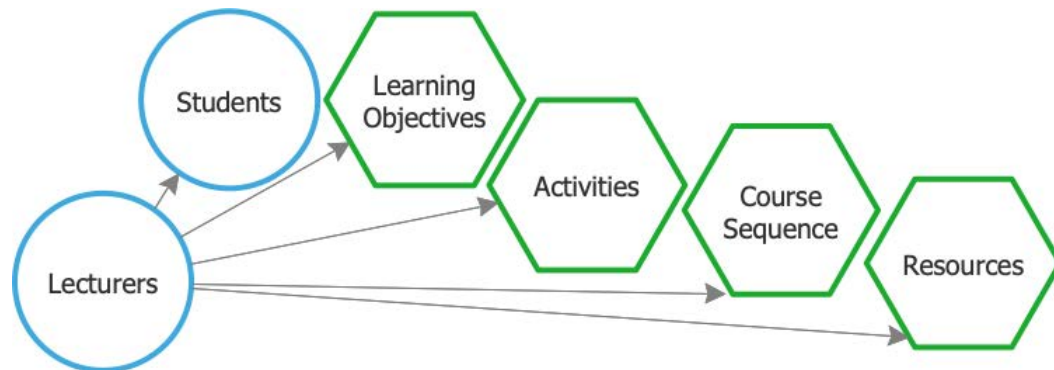 Students
Learning
Objectives
Activities
Course
Sequence
Resources
Lecturers